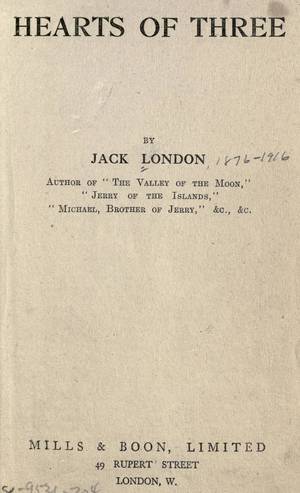 HEARTS OF THREE
BY
JACK LONDON, 1876-1916
AUTHOR OF "THE VALLEY OF THE MOON,"
"JERRY OF THE ISLANDS,"
"MICHAEL, BROTHER OF JERRY," &C., &C.
MILLS & BOON, LIMITED
49 RUPERT STREET
LONDON, W.